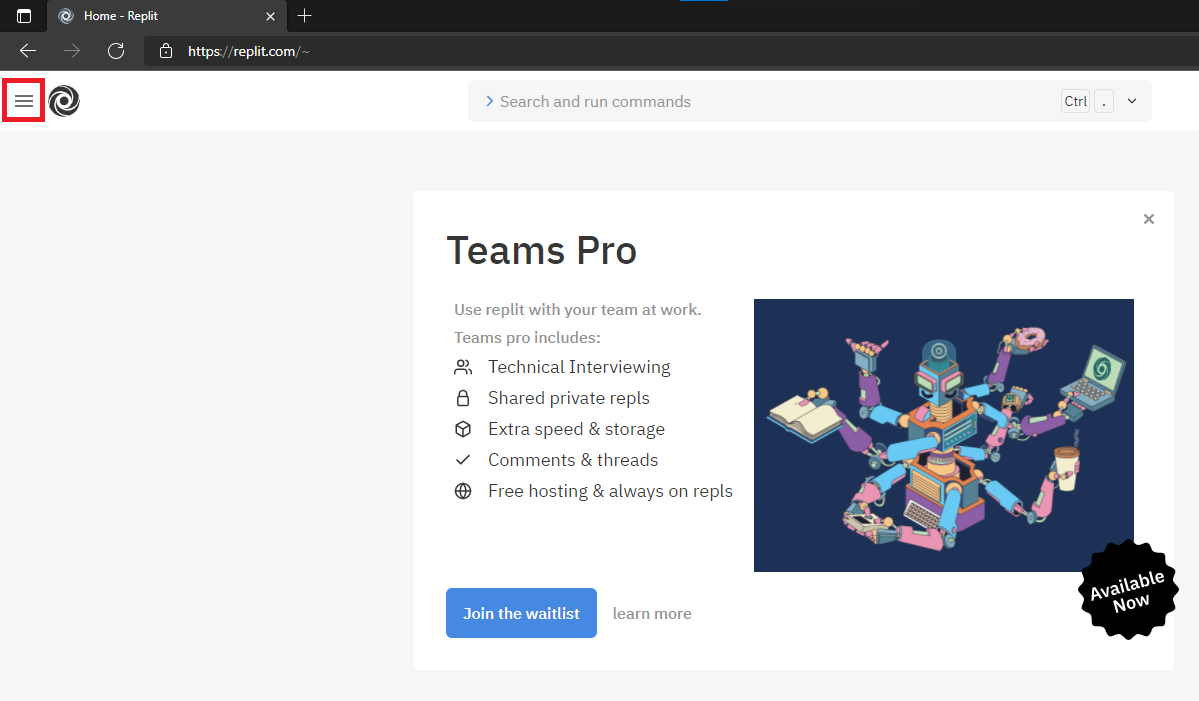 Home - Replit
https://replit.com/~
Search and run commands
Ctrl .
Teams Pro
Use replit with your team at work.
Teams pro includes:
Technical Interviewing
Shared private repls
Extra speed & storage
Comments & threads
Free hosting & always on repls
Available
Now
Join the waitlist
learn more